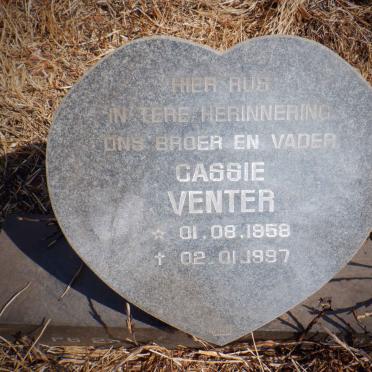 HIER RUS
IN TERE HERINNERING
ONS BROER EN VADER
CASSIE
VENTER
☆ 01.08.1958
† 02.01.1997